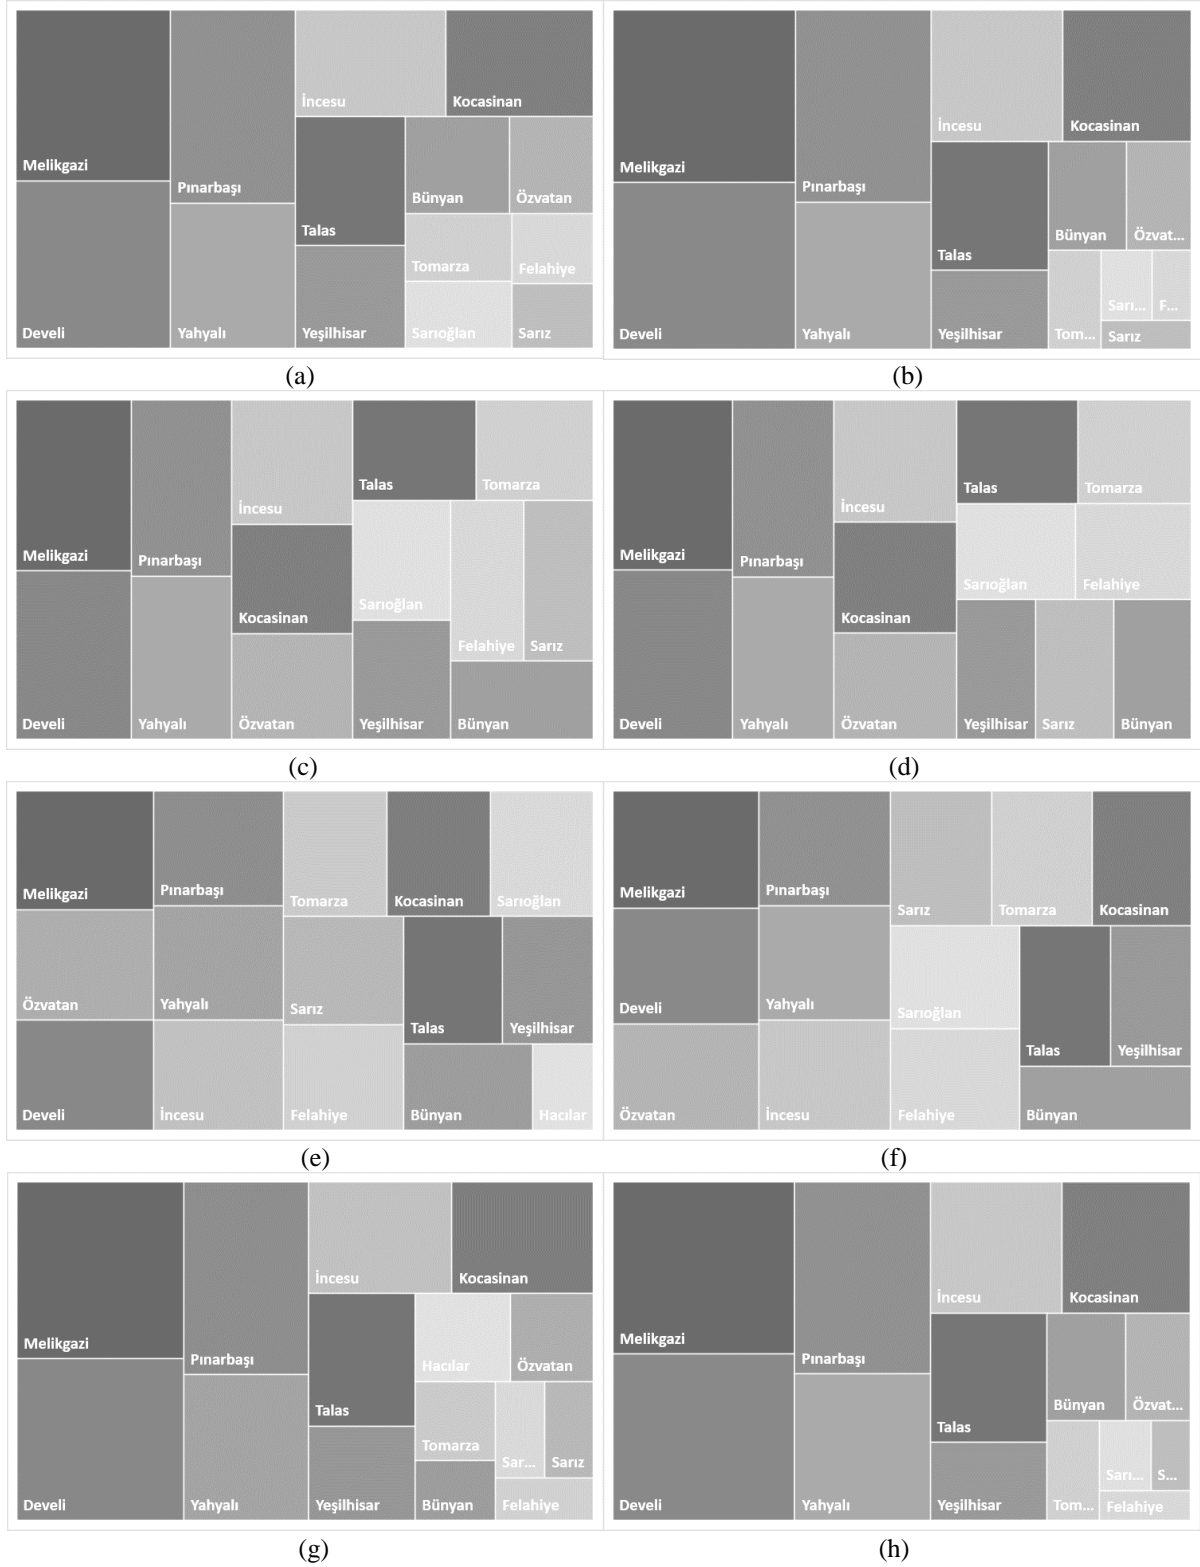 İncesu
Kocasinan
Melikgazi
Pınarbaşı
Bünyan
Özvatan
Talas
Tomarza
Felahiye
Develi
Yahyalı
Yeşilhisar
Sarıoğlan
Sarız
(a)
İncesu
Kocasinan
Melikgazi
Pınarbaşı
Bünyan
Özvat...
Talas
Sarı...
F...
Develi
Yahyalı
Yeşilhisar
Tom...
Sarız
(b)
Talas
Tomarza
İncesu
Melikgazi
Pınarbaşı
Sarıoğlan
Kocasinan
Felahiye
Sarız
Develi
Yahyalı
Özvatan
Yeşilhisar
Bünyan
(c)
Talas
Tomarza
İncesu
Melikgazi
Pınarbaşı
Sarıoğlan
Felahiye
Kocasinan
Develi
Yahyalı
Özvatan
Yeşilhisar
Sarız
Bünyan
(d)
Melikgazi
Pınarbaşı
Tomarza
Kocasinan
Sarıoğlan
Özvatan
Yahyalı
Sarız
Talas
Yeşilhisar
Develi
İncesu
Felahiye
Bünyan
Hacılar
(e)
Melikgazi
Pınarbaşı
Sarız
Tomarza
Kocasinan
Develi
Yahyalı
Sarıoğlan
Talas
Yeşilhisar
Özvatan
İncesu
Felahiye
Bünyan
(f)
İncesu
Kocasinan
Melikgazi
Pınarbaşı
Hacılar
Özvatan
Talas
Tomarza
Sar...
Sarız
Develi
Yahyalı
Yeşilhisar
Bünyan
Felahiye
(g)
İncesu
Kocasinan
Melikgazi
Pınarbaşı
Bünyan
Özvat...
Talas
Sarı...
S...
Develi
Yahyalı
Yeşilhisar
Tom...
Felahiye
(h)